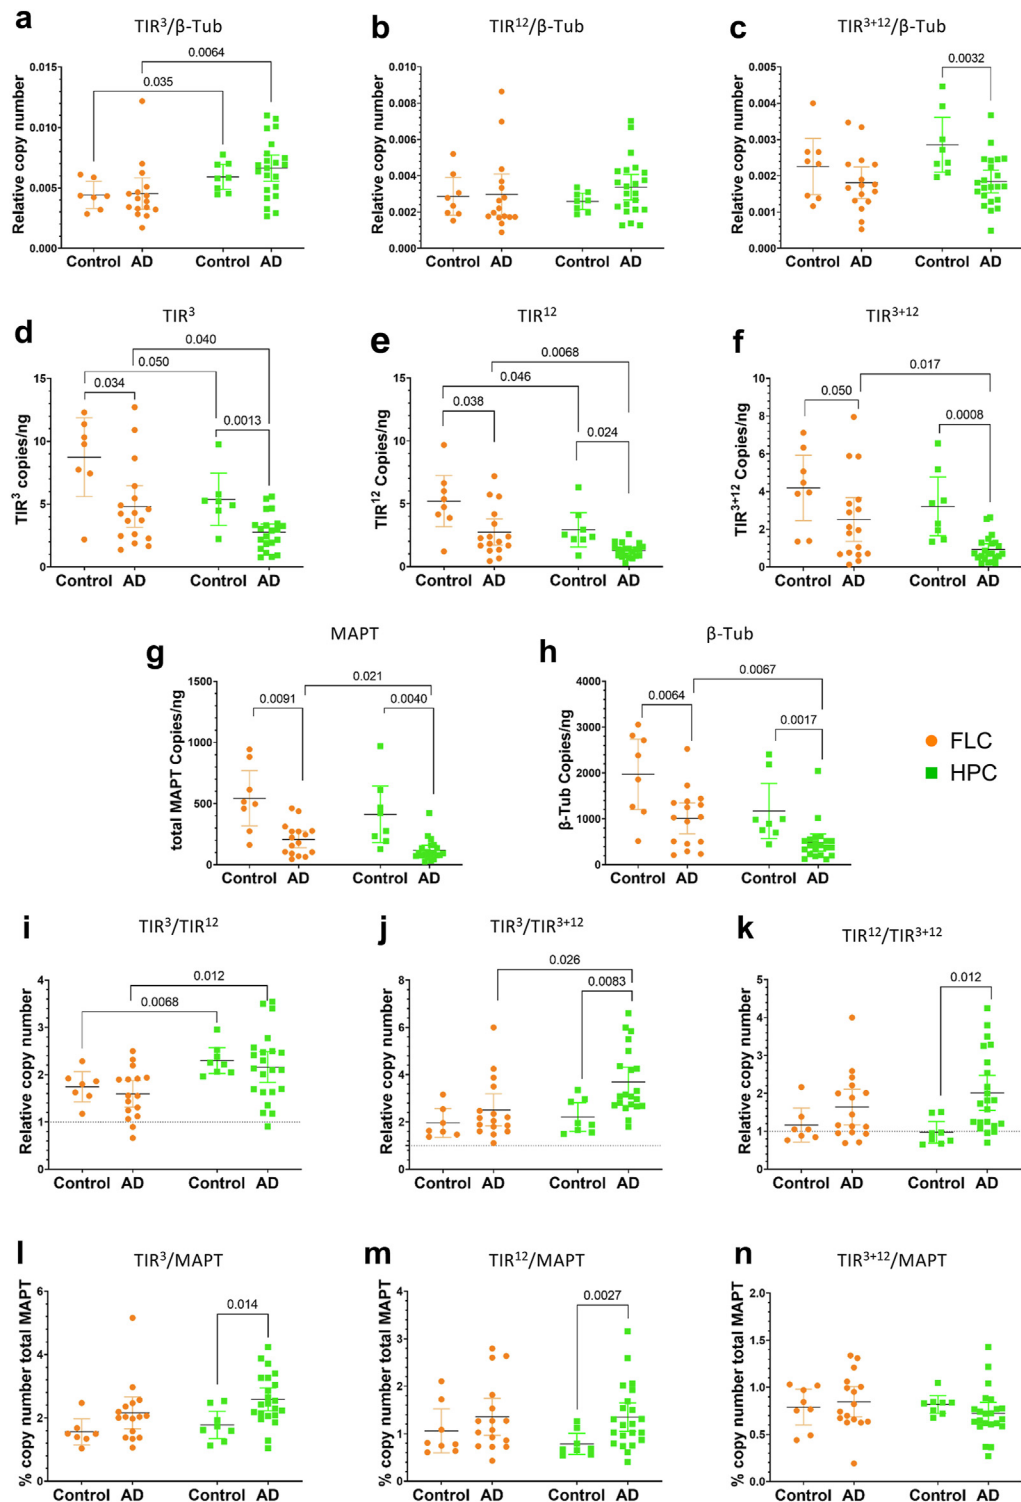 a
TIR³/β-Tub
Relative copy number
0.015
0.010
0.005
0.000
0.0064
0.035
Control AD Control AD
b
TIR¹²/β-Tub
Relative copy number
0.010
0.008
0.006
0.004
0.002
0.000
Control AD Control AD
c
TIR³⁺¹²/β-Tub
Relative copy number
0.005
0.004
0.003
0.002
0.001
0.000
0.0032
Control AD Control AD
d
TIR³
TIR³ copies/ng
15
10
5
0
0.040
0.050
0.034
0.0013
Control AD Control AD
e
TIR¹²
TIR¹² Copies/ng
15
10
5
0
0.0068
0.046
0.038
0.024
Control AD Control AD
f
TIR³⁺¹²
TIR³⁺¹² Copies/ng
10
8
6
4
2
0
0.017
0.050
0.0008
Control AD Control AD
g
MAPT
total MAPT Copies/ng
1500
1000
500
0
0.021
0.0091
0.0040
Control AD Control AD
h
β-Tub
β-Tub Copies/ng
4000
3000
2000
1000
0
0.0067
0.0064
0.0017
Control AD Control AD
FLC
HPC
i
TIR³/TIR¹²
Relative copy number
4
3
2
1
0
0.012
0.0068
Control AD Control AD
j
TIR³/TIR³⁺¹²
Relative copy number
8
6
4
2
0
0.026
0.0083
Control AD Control AD
k
TIR¹²/TIR³⁺¹²
Relative copy number
5
4
3
2
1
0
0.012
Control AD Control AD
l
TIR³/MAPT
% copy number total MAPT
6
4
2
0
0.014
Control AD Control AD
m
TIR¹²/MAPT
% copy number total MAPT
4
3
2
1
0
0.0027
Control AD Control AD
n
TIR³⁺¹²/MAPT
% copy number total MAPT
2.0
1.5
1.0
0.5
0.0
Control AD Control AD